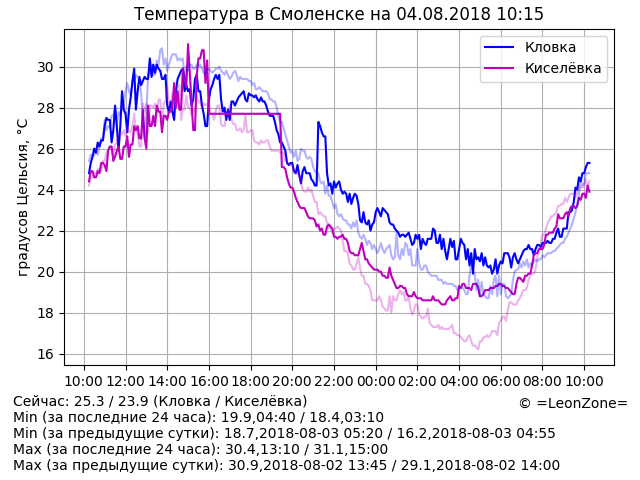 Температура в Смоленске на 04.08.2018 10:15
градусов Цельсия, °C
Кловка
Киселёвка
30
28
26
24
22
20
18
16
10:00 12:00 14:00 16:00 18:00 20:00 22:00 00:00 02:00 04:00 06:00 08:00 10:00
Сейчас: 25.3 / 23.9 (Кловка / Киселёвка)
© =LeonZone=
Min (за последние 24 часа): 19.9,04:40 / 18.4,03:10
Min (за предыдущие сутки): 18.7,2018-08-03 05:20 / 16.2,2018-08-03 04:55
Max (за последние 24 часа): 30.4,13:10 / 31.1,15:00
Max (за предыдущие сутки): 30.9,2018-08-02 13:45 / 29.1,2018-08-02 14:00